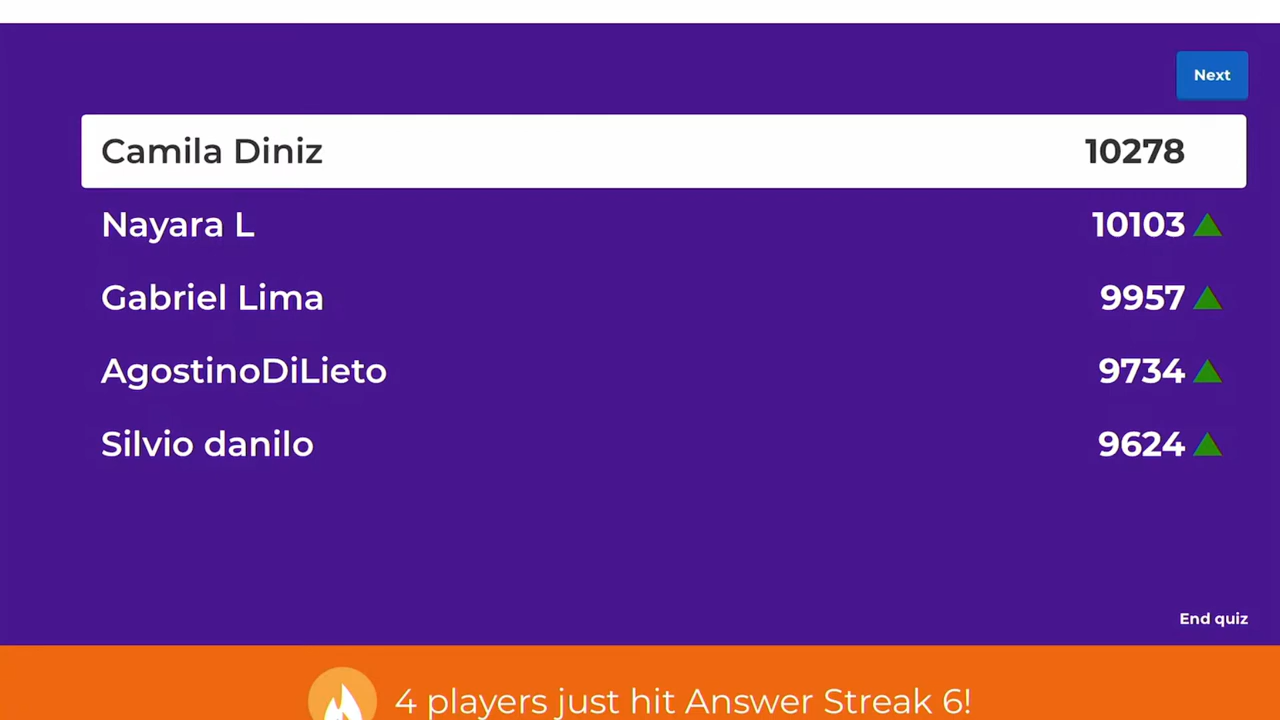 Next
Camila Diniz 10278
Nayara L 10103
Gabriel Lima 9957
AgostinoDiLieto 9734
Silvio danilo 9624
End quiz
4 players just hit Answer Streak 6!